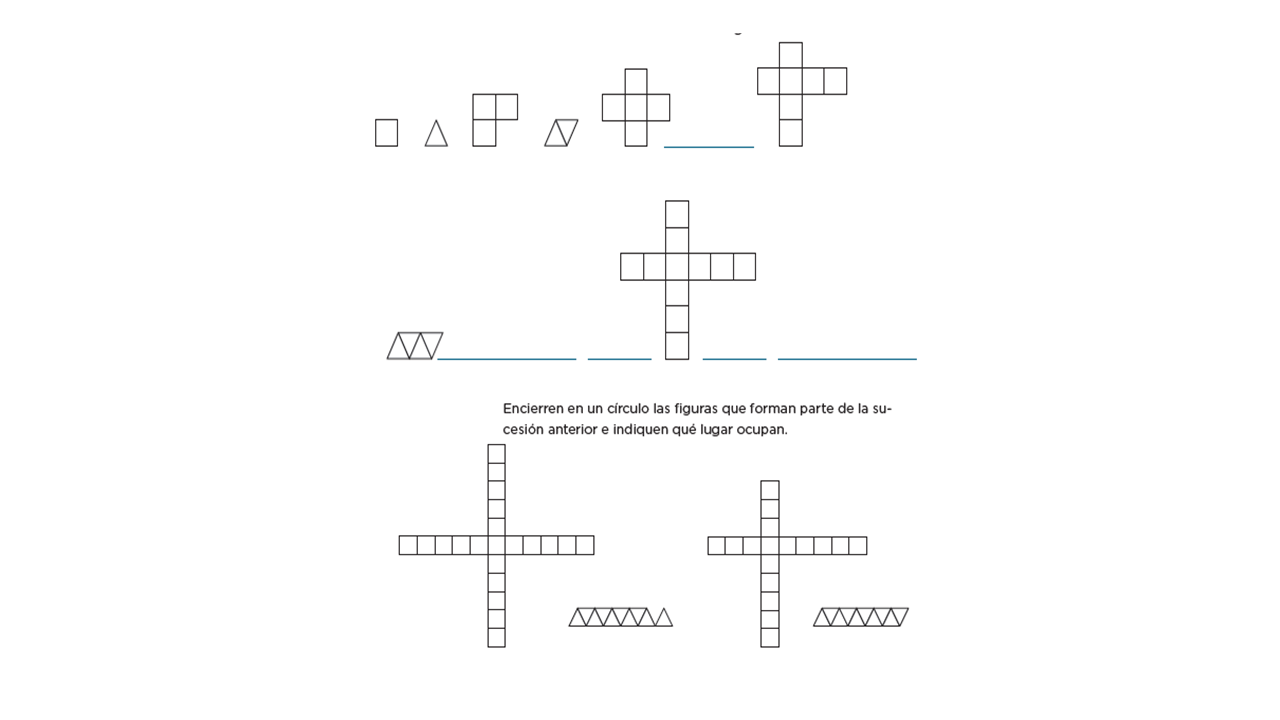 Encierren en un círculo las figuras que forman parte de la su-
cesión anterior e indiquen qué lugar ocupan.